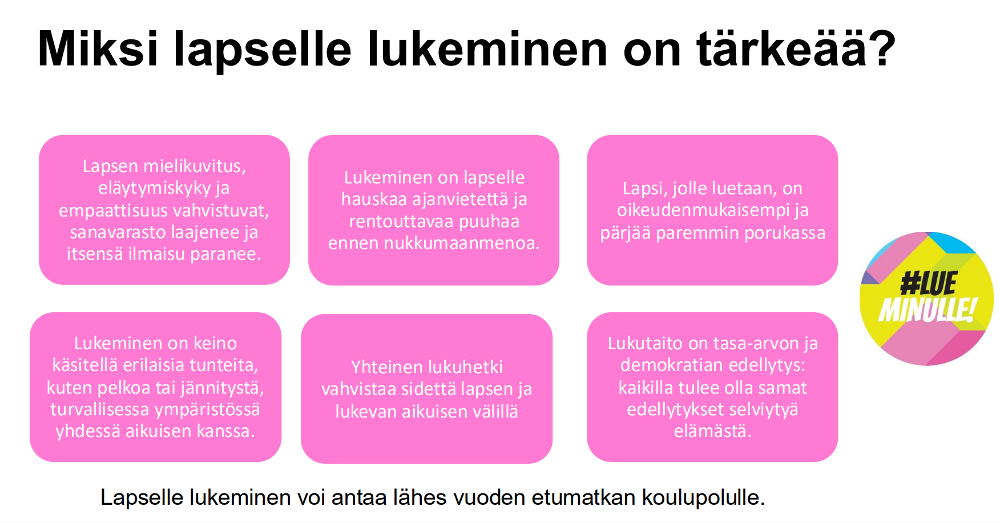 Miksi lapselle lukeminen on tärkeää?
Lapsen mielikuvitus,
eläytymiskyky ja
empaattisuus vahvistuvat,
sanavarasto laajenee ja
itsensä ilmaisu paranee.
Lukeminen on lapselle
hauskaa ajanvietettä ja
rentouttavaa puuhaa
ennen nukkumaanmenoa.
Lapsi, jolle luetaan, on
oikeudenmukaisempi ja
pärjää paremmin porukassa
#LUE
MINULLE!
Lukeminen on keino
käsitellä erilaisia tunteita,
kuten pelkoa tai jännitystä,
turvallisessa ympäristössä
yhdessä aikuisen kanssa.
Yhteinen lukuhetki
vahvistaa sidettä lapsen ja
lukevan aikuisen välillä
Lukutaito on tasa-arvon ja
demokratian edellytys:
kaikilla tulee olla samat
edellytykset selviytyä
elämästä.
Lapselle lukeminen voi antaa lähes vuoden etumatkan koulupolulle.